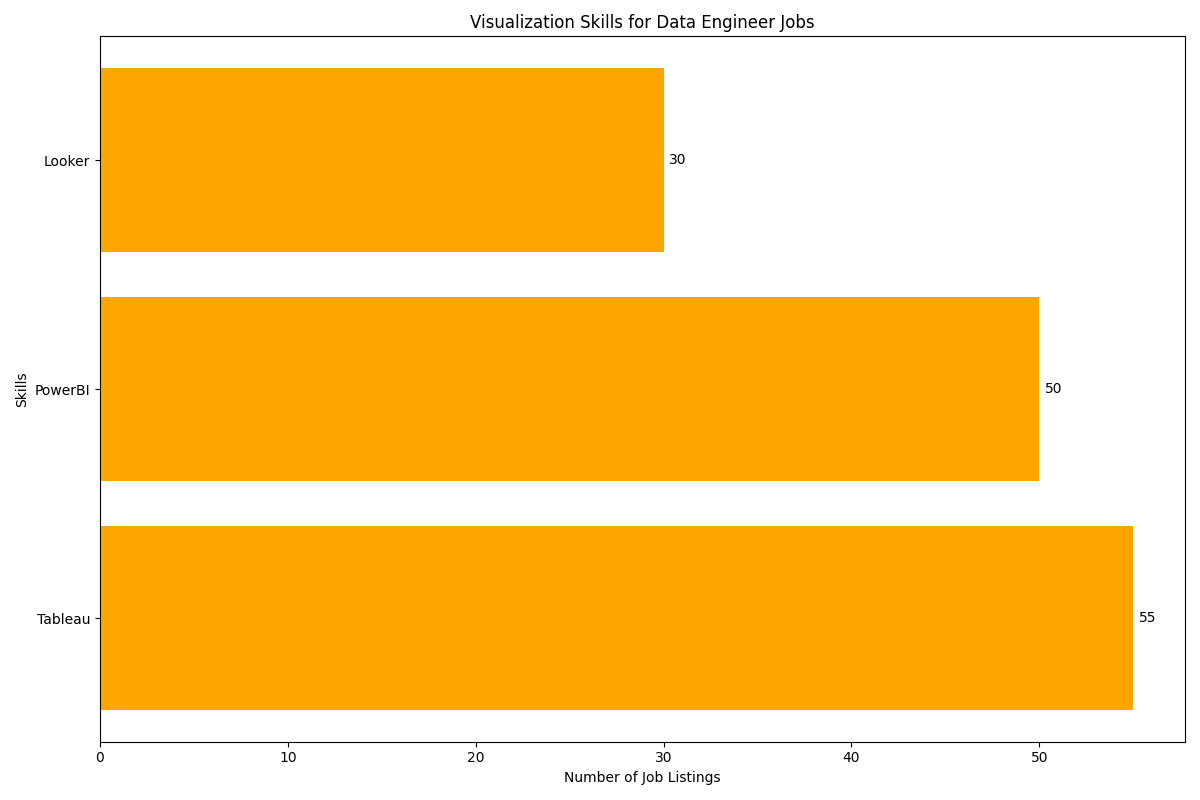 Visualization Skills for Data Engineer Jobs
Looker
30
PowerBI
50
Tableau
55
Skills
0 10 20 30 40 50
Number of Job Listings